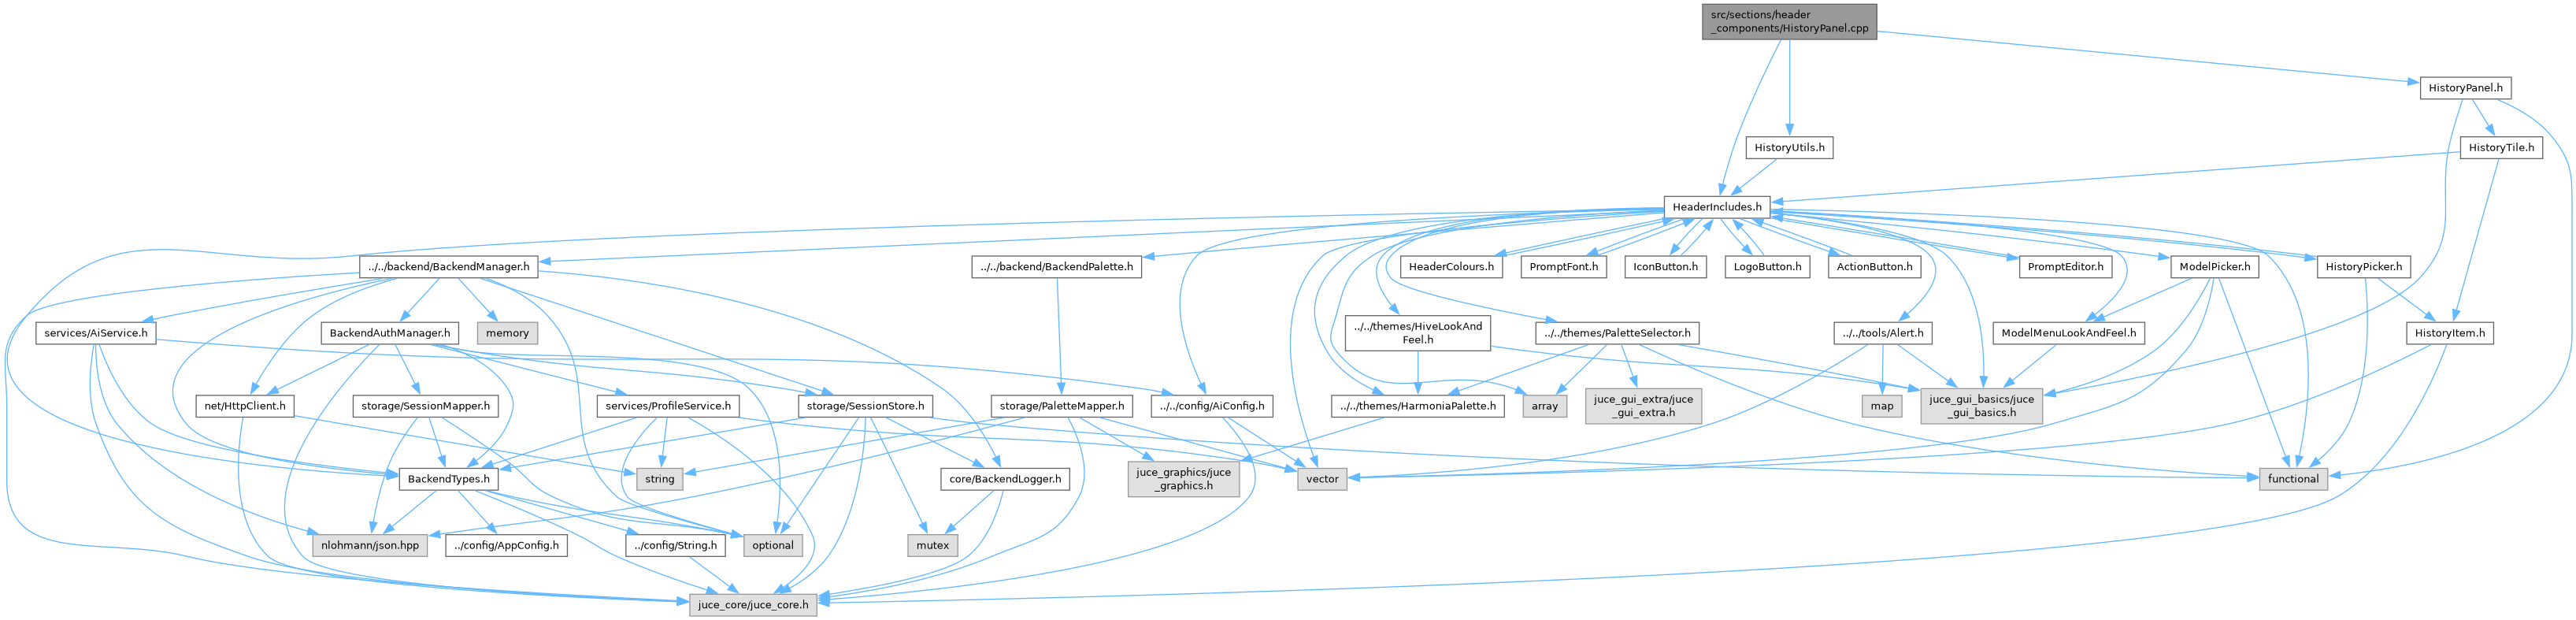 src/sections/header
_components/HistoryPanel.cpp
HistoryPanel.h
HistoryUtils.h
HistoryTile.h
HeaderIncludes.h
../../backend/BackendManager.h
../../backend/BackendPalette.h
HeaderColours.h
PromptFont.h
IconButton.h
LogoButton.h
ActionButton.h
PromptEditor.h
ModelPicker.h
HistoryPicker.h
services/AiService.h
BackendAuthManager.h
memory
../../themes/HiveLookAnd
Feel.h
../../themes/PaletteSelector.h
../../tools/Alert.h
ModelMenuLookAndFeel.h
HistoryItem.h
net/HttpClient.h
storage/SessionMapper.h
services/ProfileService.h
storage/SessionStore.h
storage/PaletteMapper.h
../../config/AiConfig.h
../../themes/HarmoniaPalette.h
array
juce_gui_extra/juce
_gui_extra.h
map
juce_gui_basics/juce
_gui_basics.h
BackendTypes.h
string
core/BackendLogger.h
juce_graphics/juce
_graphics.h
vector
functional
nlohmann/json.hpp
../config/AppConfig.h
../config/String.h
optional
mutex
juce_core/juce_core.h